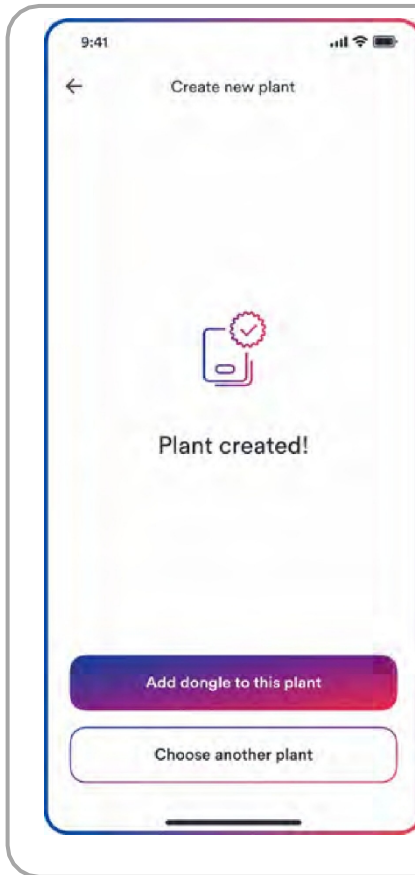 9:41
Create new plant
Plant created!
Add dongle to this plant
Choose another plant